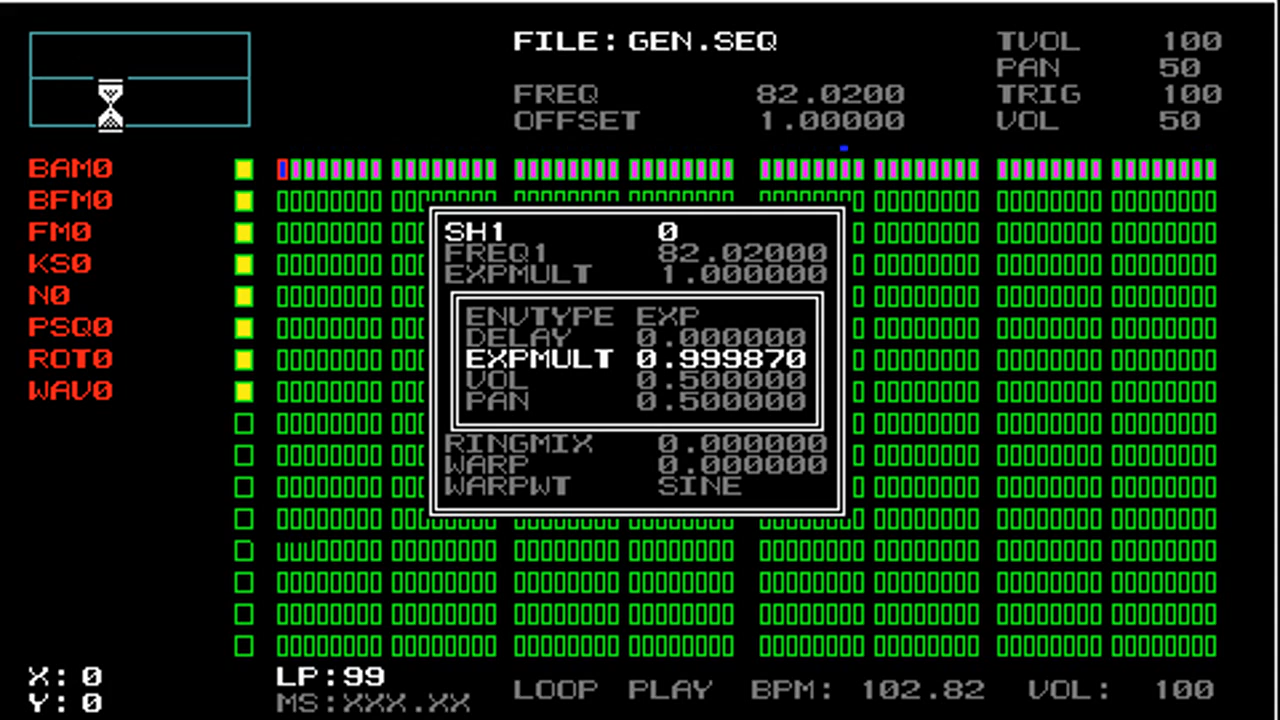 FILE:GEN.SEQ
TVOL 100
PAN 50
FREQ 82.0200
TRIG 100
OFFSET 1.00000
VOL 50
BAM0
BFM0
FM0
KS0
N0
PSQ0
ROT0
WAV0
SH1 0
FREQ1 82.02000
EXPMULT 1.000000
ENVTYPE EXP
DELAY 0.000000
EXPMULT 0.999870
VOL 0.500000
PAN 0.500000
RINGMIX 0.000000
WARP 0.000000
WARPWT SINE
X: 0
Y: 0
LP:99
MS:XXX.XX
LOOP PLAY BPM: 102.82 VOL: 100